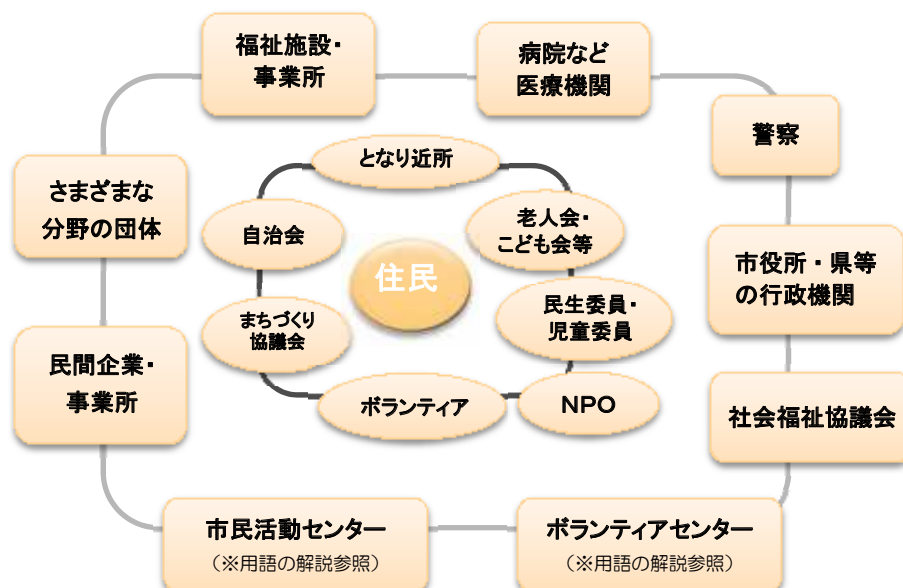 福祉施設・
事業所
病院など
医療機関
警察
となり近所
さまざまな
分野の団体
自治会
老人会・
こども会等
住民
市役所・県等
の行政機関
民生委員・
児童委員
まちづくり
協議会
民間企業・
事業所
ボランティア
NPO
社会福祉協議会
市民活動センター
（※用語の解説参照）
ボランティアセンター
（※用語の解説参照）